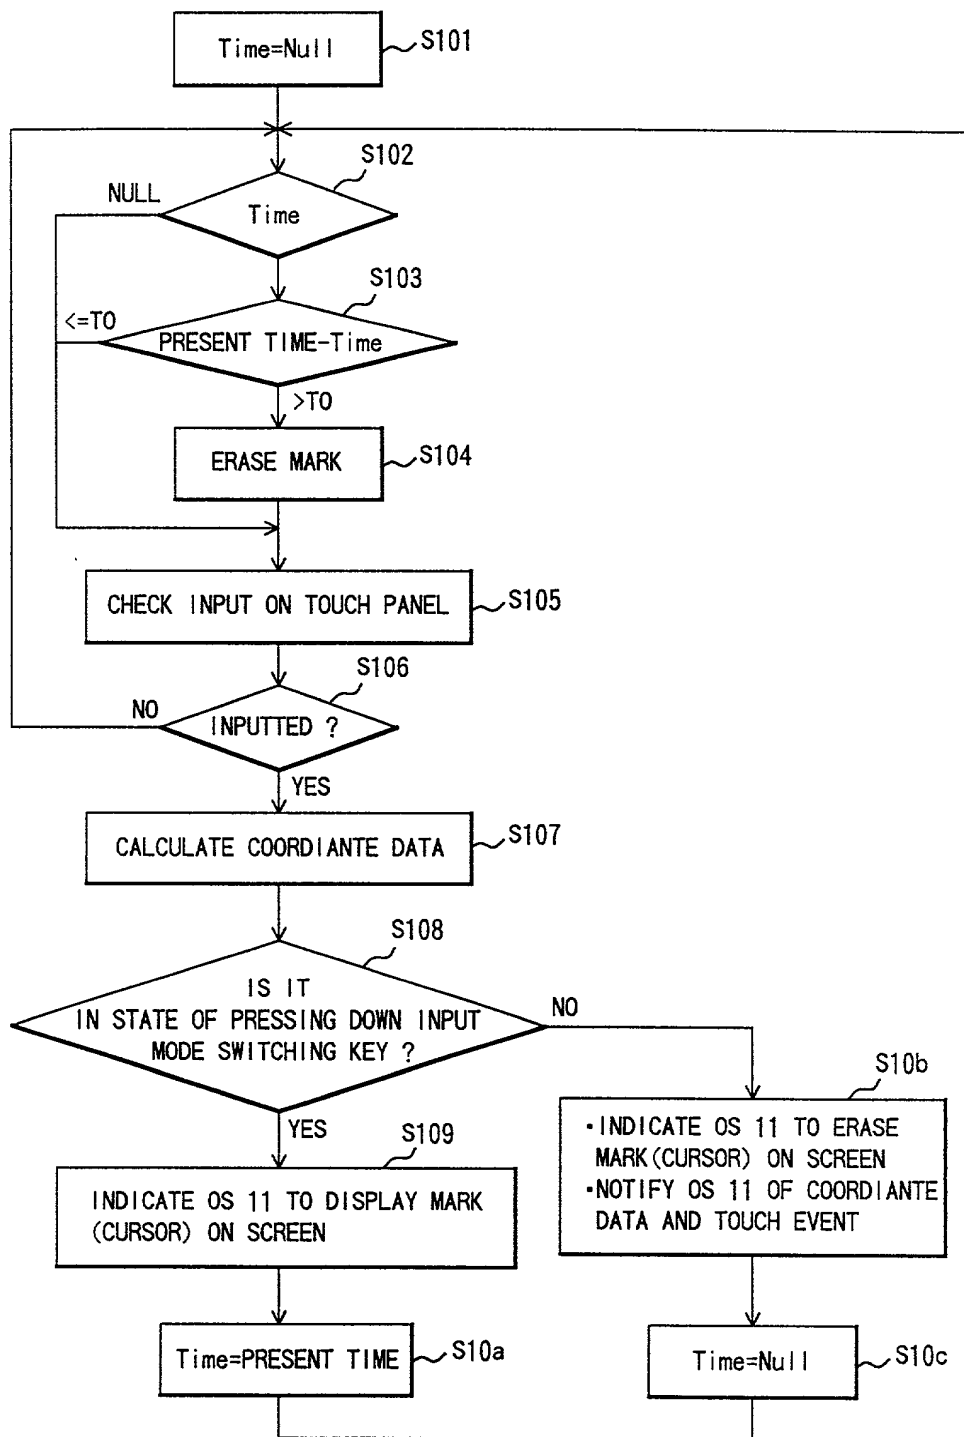 Time=Null
S101
S102
NULL
Time
S103
<=TO
PRESENT TIME-Time
>TO
ERASE MARK
S104
CHECK INPUT ON TOUCH PANEL
S105
S106
NO
INPUTTED ?
YES
CALCULATE COORDIANTE DATA
S107
S108
IS IT
IN STATE OF PRESSING DOWN INPUT
MODE SWITCHING KEY ?
NO
YES
S10b
·INDICATE OS 11 TO ERASE
MARK(CURSOR) ON SCREEN
·NOTIFY OS 11 OF COORDIANTE
DATA AND TOUCH EVENT
S109
INDICATE OS 11 TO DISPLAY MARK
(CURSOR) ON SCREEN
Time=PRESENT TIME
S10a
Time=Null
S10c